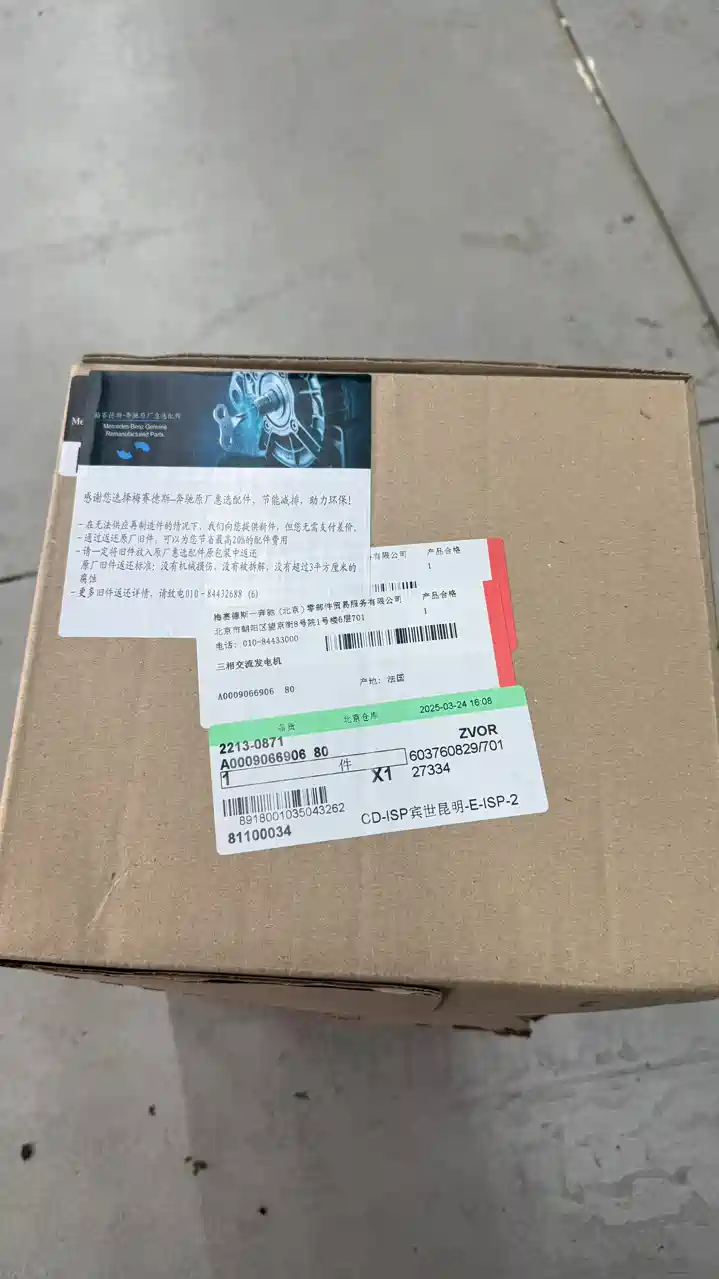 Me
梅赛德斯-奔驰原厂惠选配件
Mercedes-Benz Genuine
Remanufactured Parts
感谢您选择梅赛德斯—奔驰原厂惠选配件, 节能减排, 助力环保!
- 在无法供应再制造件的情况下, 我们向您提供新件, 但您无需支付差价。
- 通过返还原厂旧件, 可以为您节省最高20%的配件费用
- 请一定将旧件放入原厂惠选配件原包装中返还
原厂旧件返还标准: 没有机械损伤, 没有被拆解, 没有超过3平方厘米的
腐蚀
- 更多旧件返还详情, 请致电010-84432688 (6)
有限公司 产品合格
1
梅赛德斯—奔驰(北京)零部件贸易服务有限公司 产品合格
北京市朝阳区望京街8号院1号楼6层701 1
电话: 010-84433000
三相交流发电机
A0009066906 80 产地: 法国
北京仓库 2025-03-24 16:08
2213-0871 ZVOR
A0009066906 80 603760829/701
1 件 X1 27334
8918001035043262
81100034 CD-ISP宾世昆明-E-ISP-2